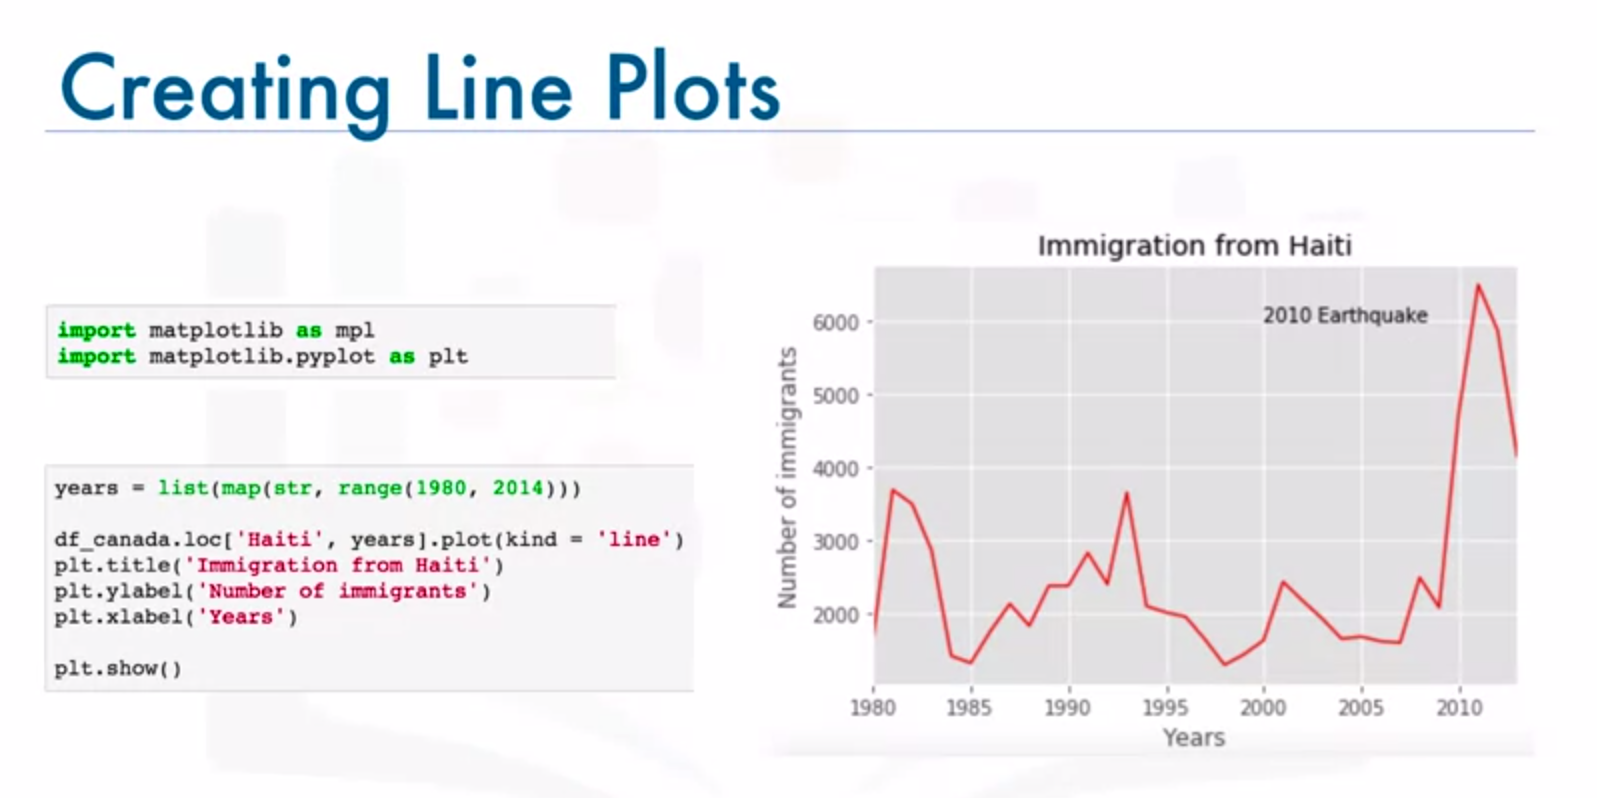 Creating Line Plots
import matplotlib as mpl
import matplotlib.pyplot as plt
years = list(map(str, range(1980, 2014)))
df_canada.loc['Haiti', years].plot(kind = 'line')
plt.title('Immigration from Haiti')
plt.ylabel('Number of immigrants')
plt.xlabel('Years')
plt.show()
Immigration from Haiti
2010 Earthquake
Number of immigrants
6000
5000
4000
3000
2000
1980 1985 1990 1995 2000 2005 2010
Years